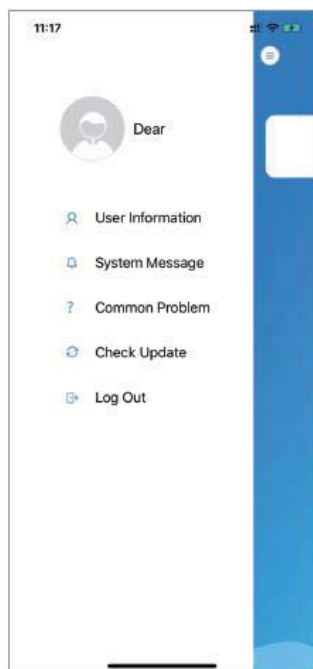 11:17
Dear
User Information
System Message
? Common Problem
Check Update
Log Out